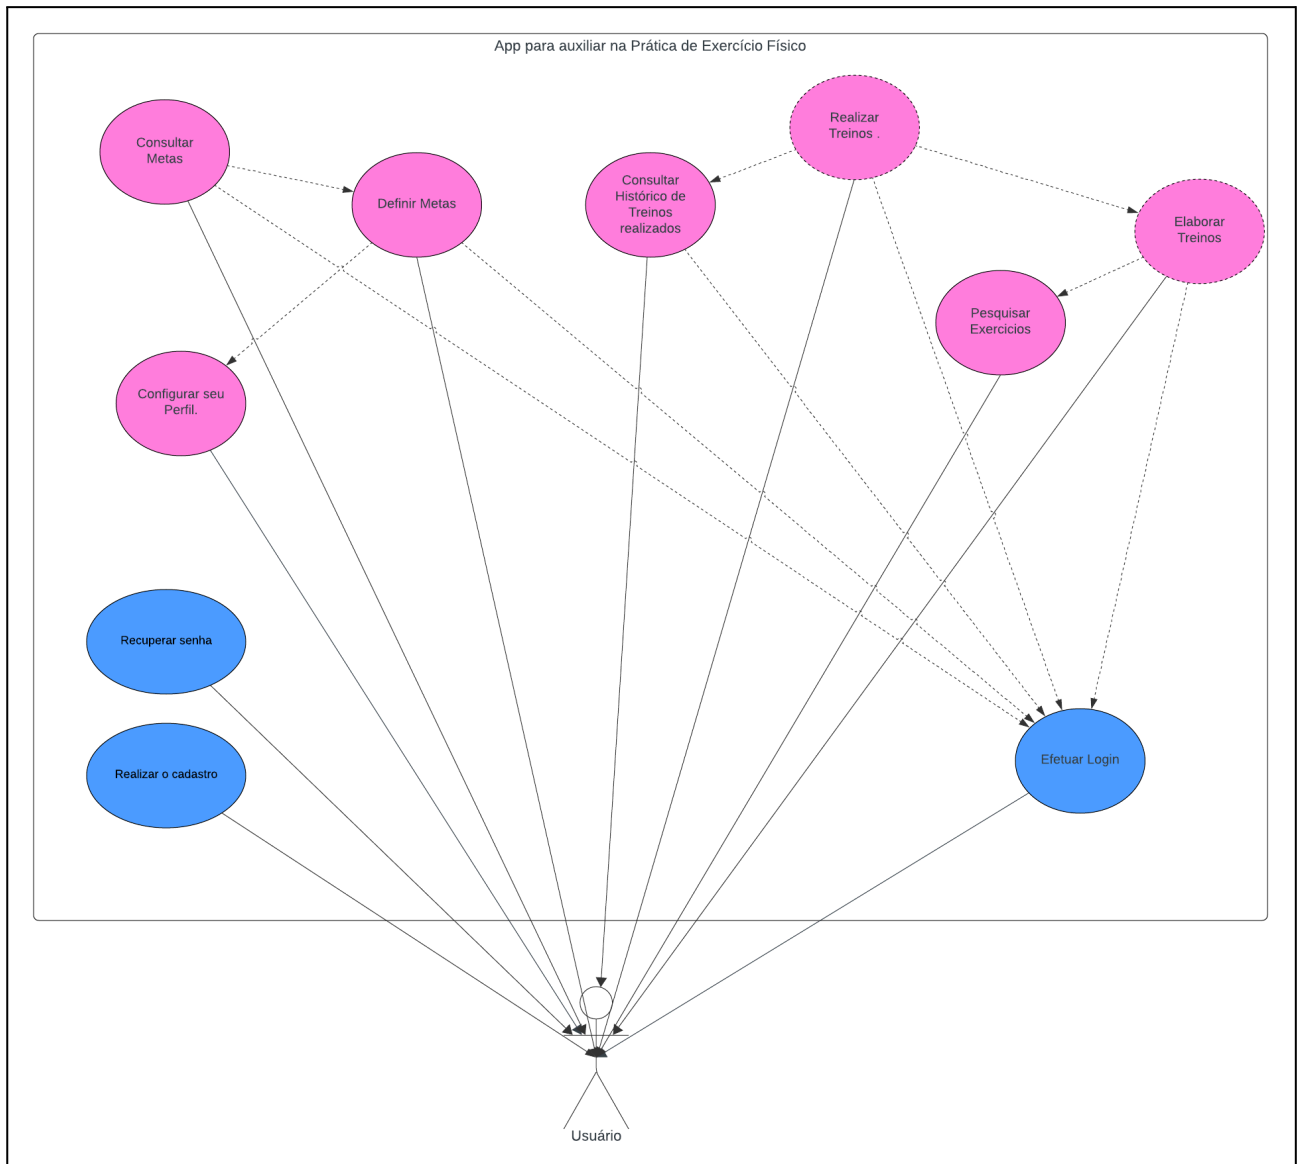 App para auxiliar na Prática de Exercício Físico
Consultar
Metas
Definir Metas
Consultar
Histórico de
Treinos
realizados
Realizar
Treinos .
Elaborar
Treinos
Pesquisar
Exercicios
Configurar seu
Perfil.
Recuperar senha
Realizar o cadastro
Efetuar Login
Usuário